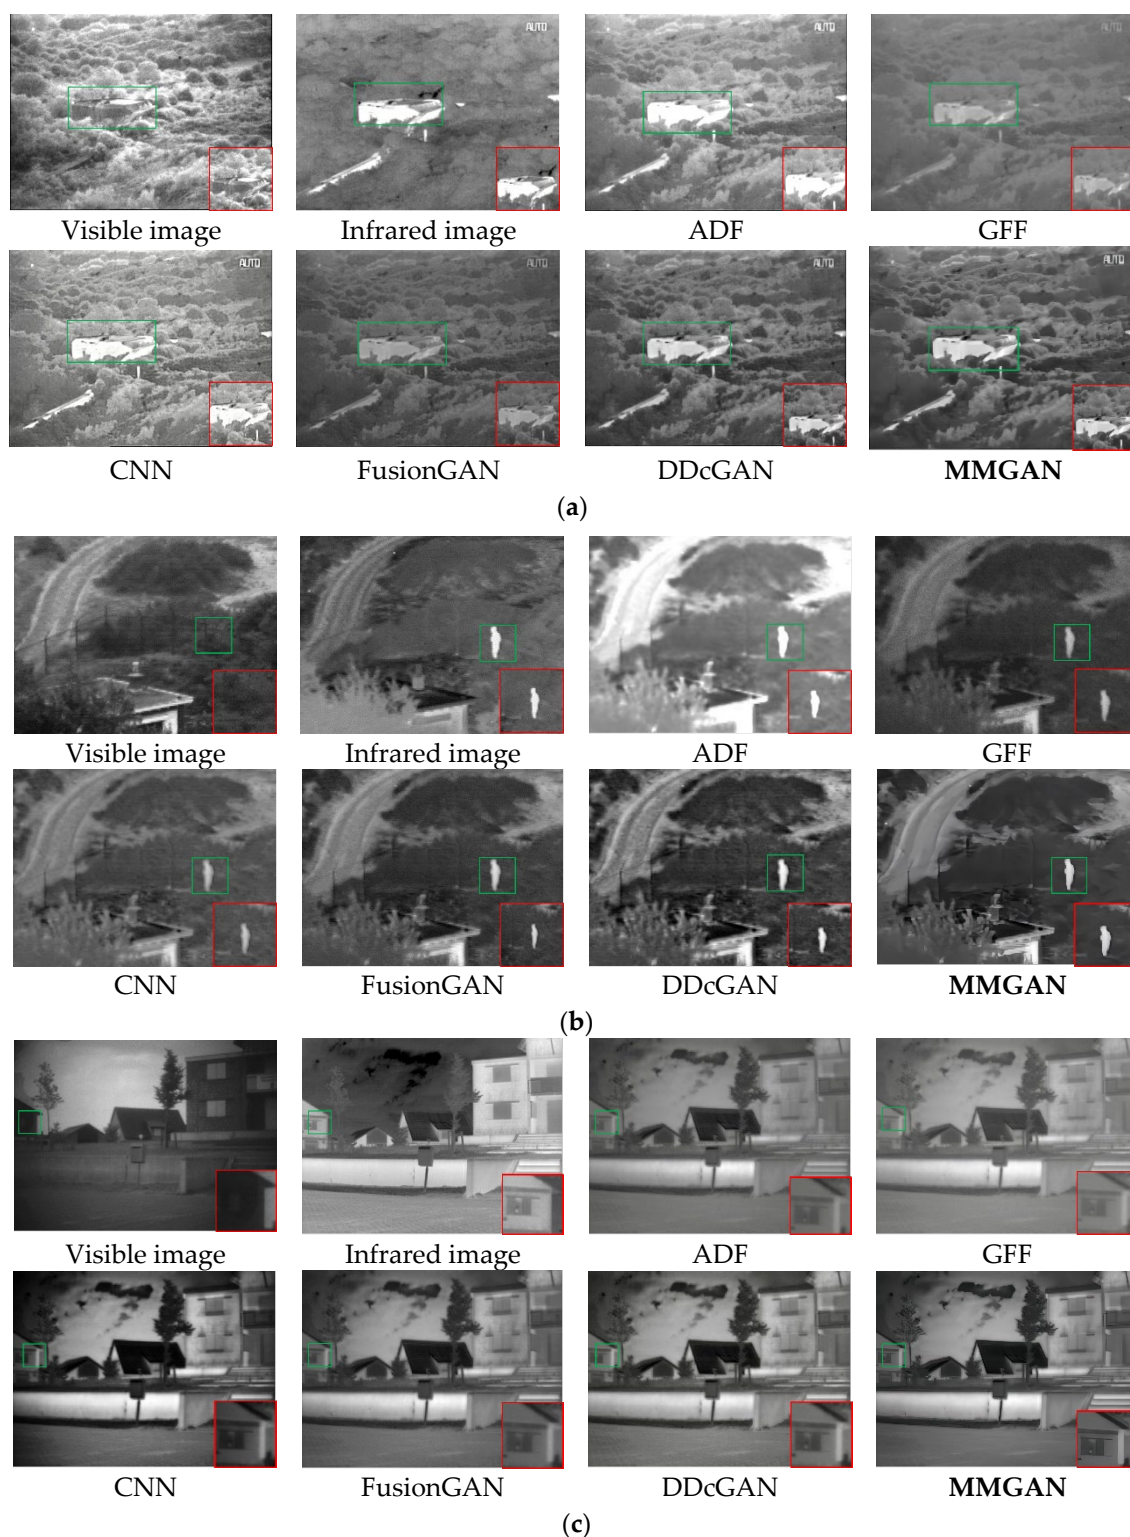 AUTO AUTO AUTO
Visible image Infrared image ADF GFF
AUTO AUTO AUTO AUTO
CNN FusionGAN DDcGAN MMGAN
(a)
Visible image Infrared image ADF GFF
CNN FusionGAN DDcGAN MMGAN
(b)
Visible image Infrared image ADF GFF
CNN FusionGAN DDcGAN MMGAN
(c)